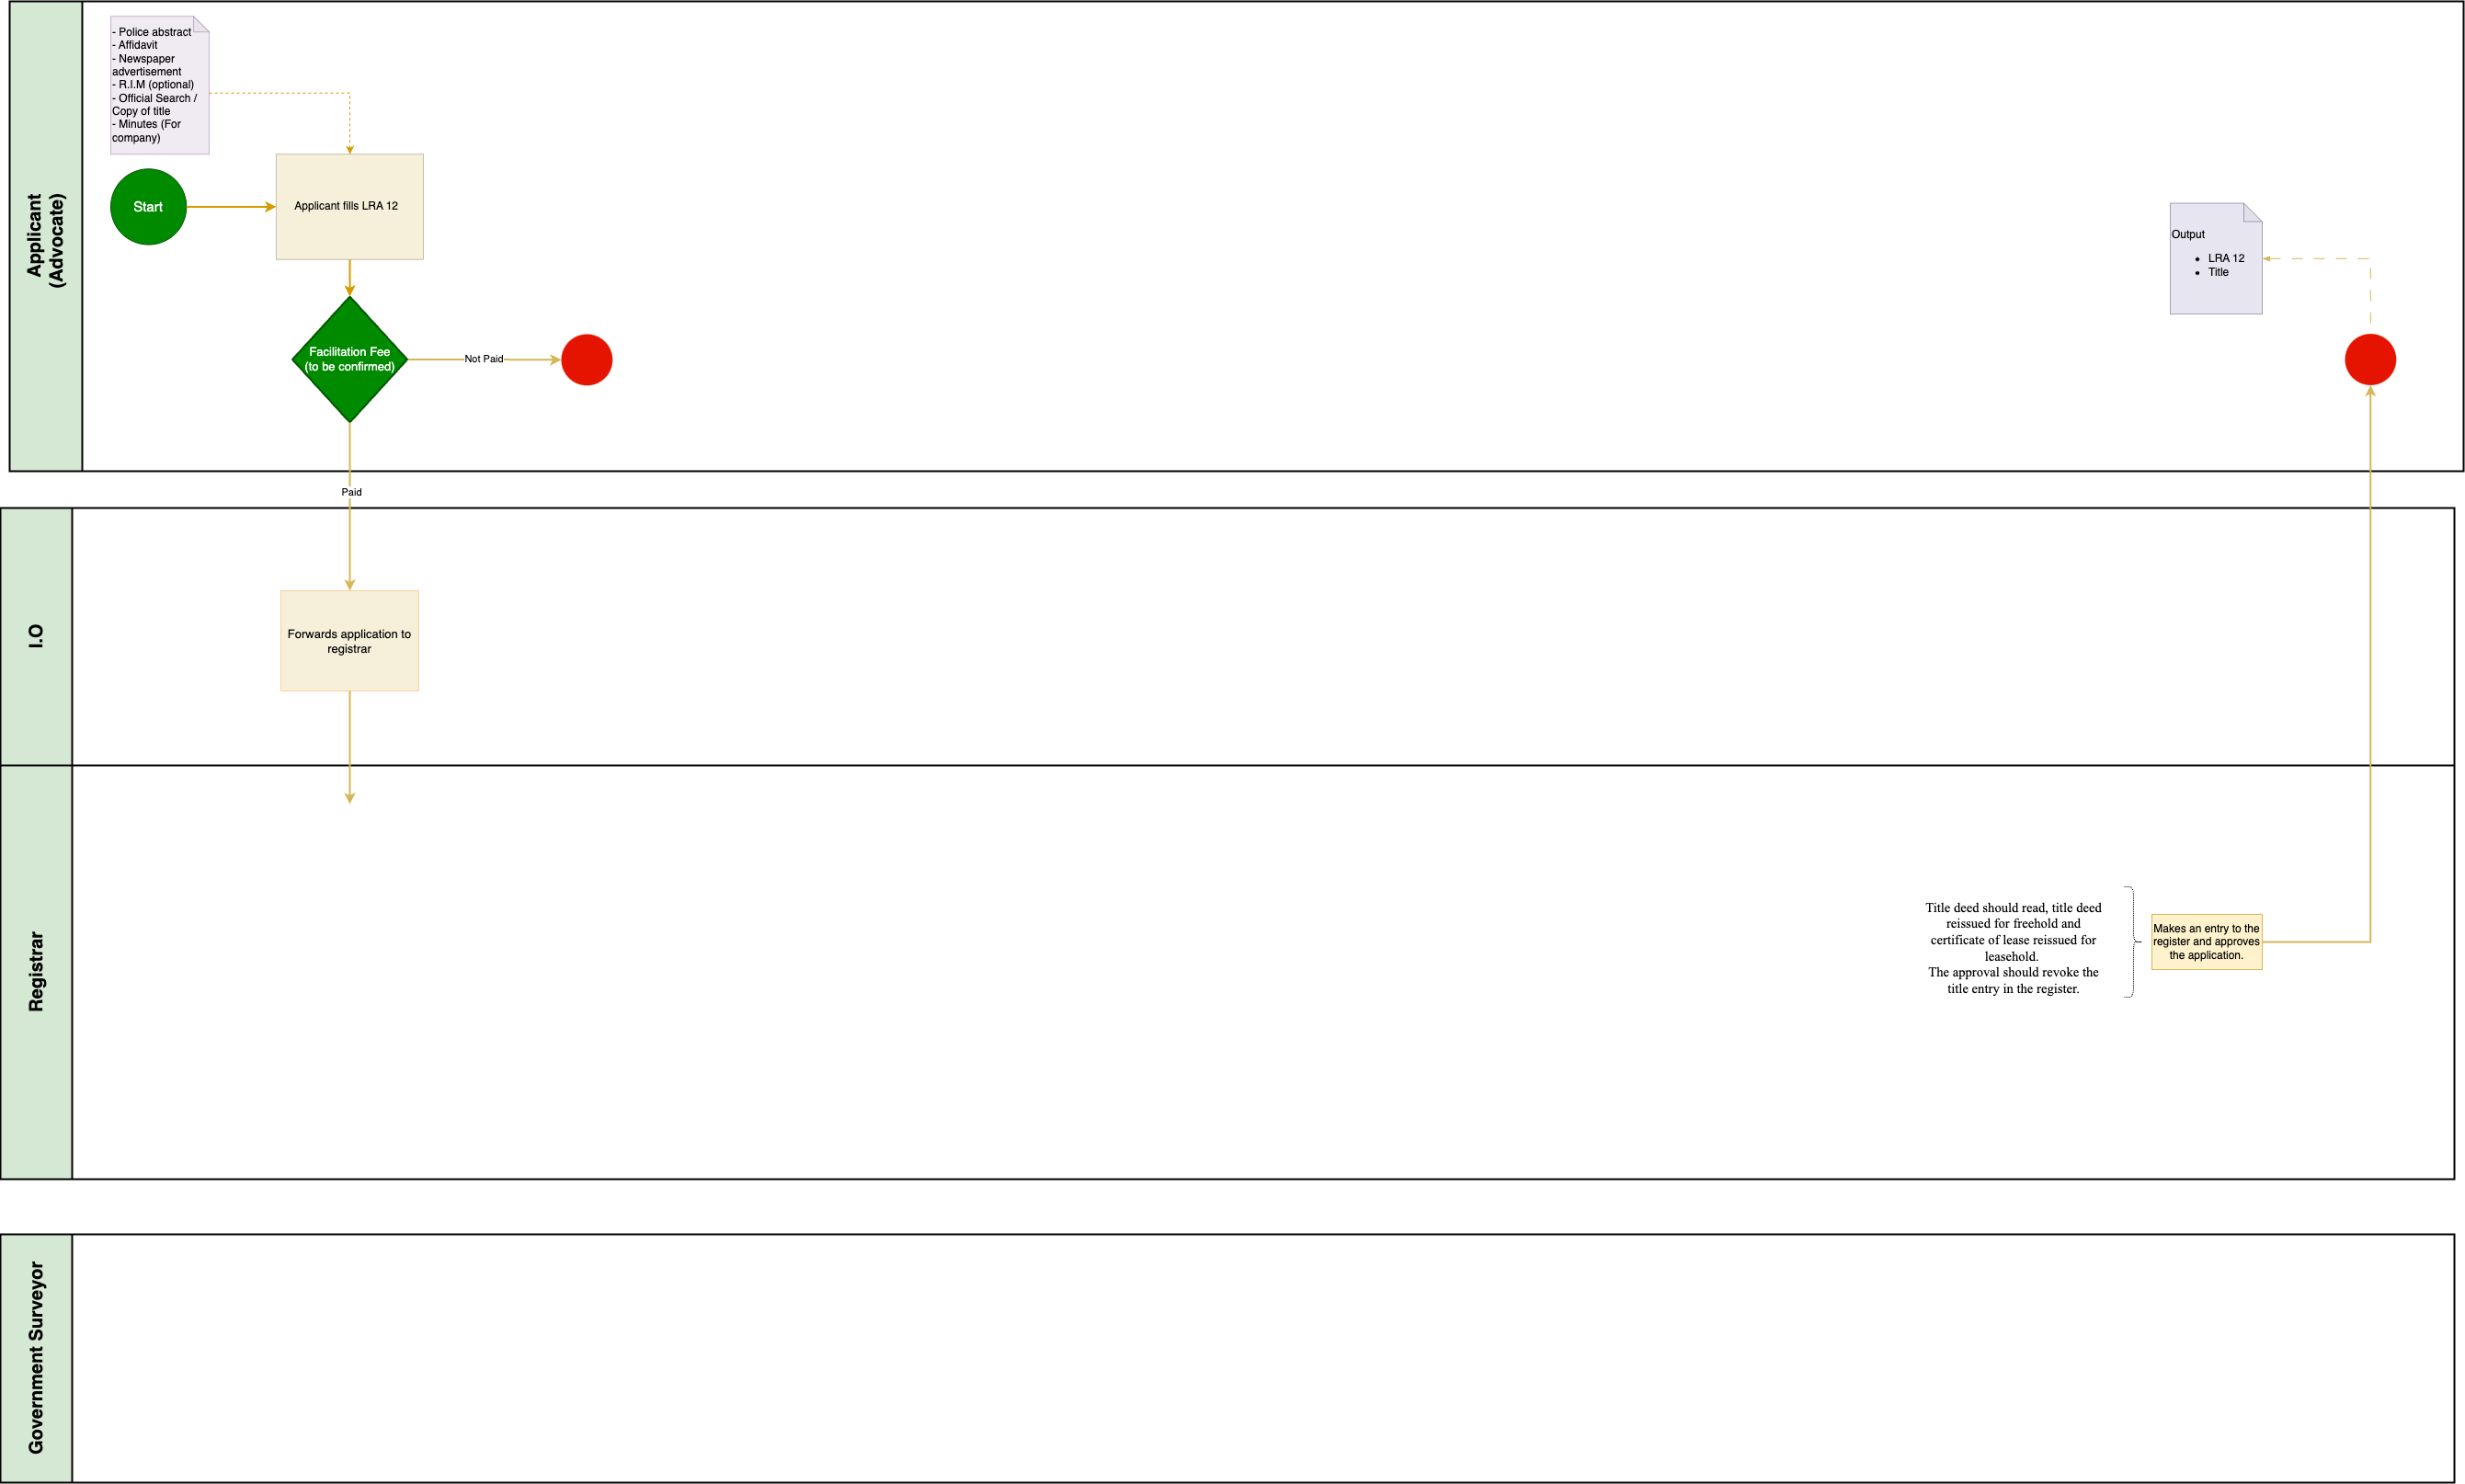 Applicant
(Advocate)
- Police abstract
- Affidavit
- Newspaper
advertisement
- R.I.M (optional)
- Official Search /
Copy of title
- Minutes (For
company)
Start
Applicant fills LRA 12
Facilitation Fee
(to be confirmed)
Not Paid
Output
• LRA 12
• Title
Paid
I.O
Forwards application to
registrar
Registrar
Title deed should read, title deed
reissued for freehold and
certificate of lease reissued for
leasehold.
The approval should revoke the
title entry in the register.
Makes an entry to the
register and approves
the application.
Government Surveyor